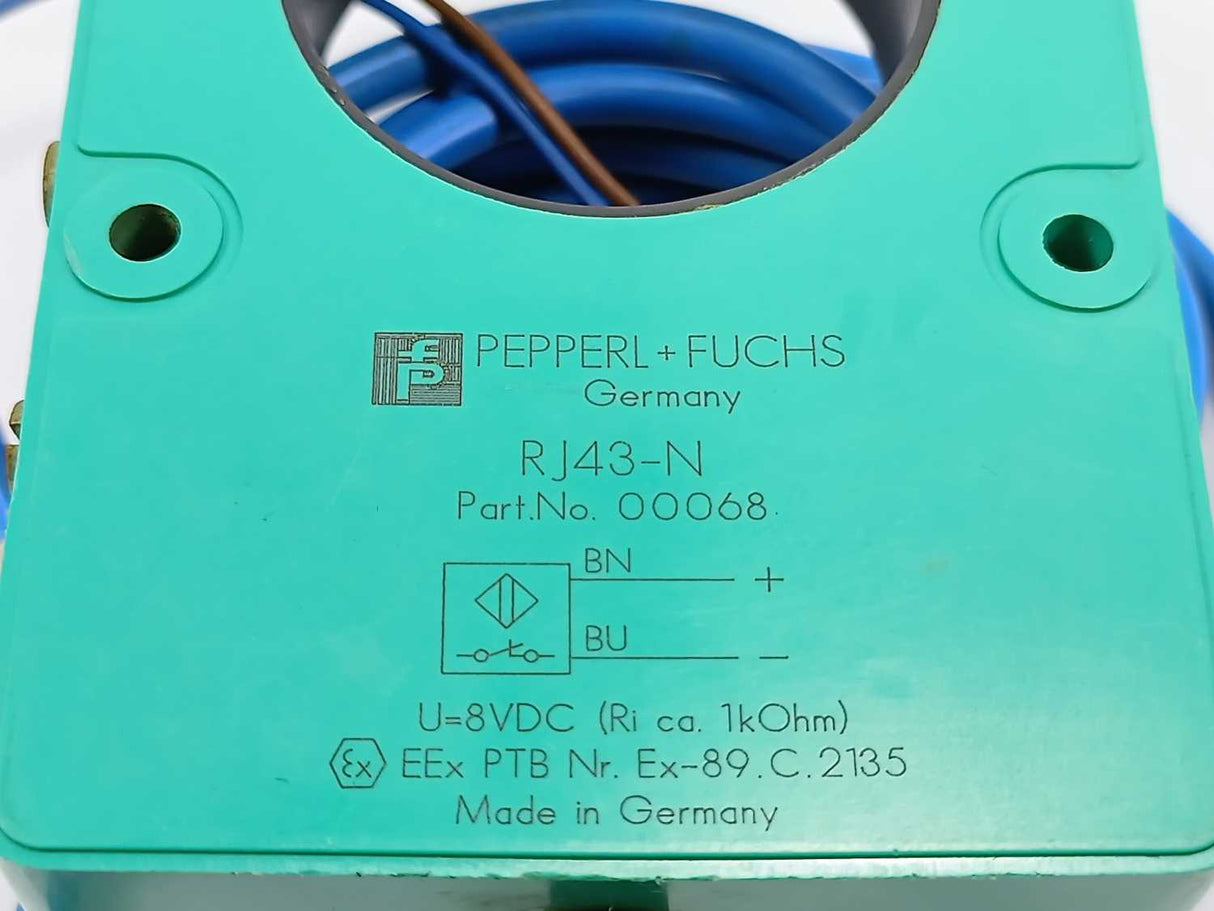 PEPPERL+FUCHS
Germany
RJ43-N
Part.No. 00068
BN +
BU -
U=8VDC (Ri ca. 1kOhm)
Ex EEx PTB Nr. Ex-89.C.2135
Made in Germany